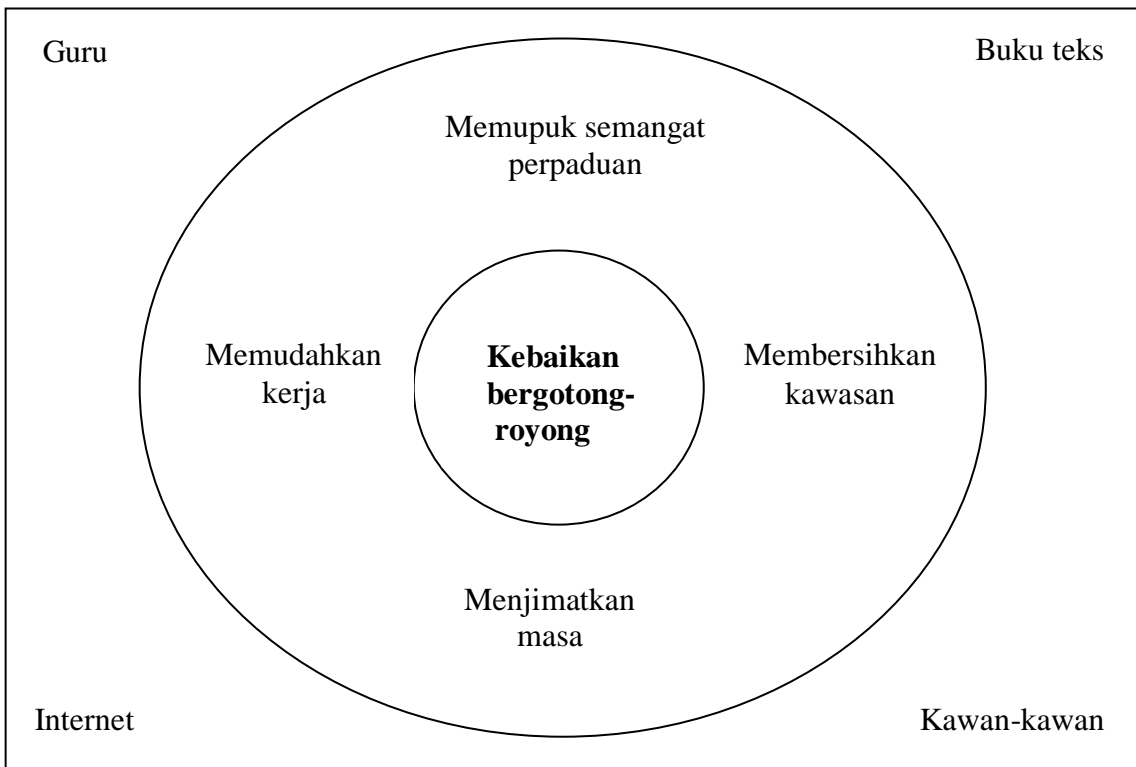 Guru
Buku teks
Memupuk semangat
perpaduan
Memudahkan
kerja
Kebaikan
bergotong-
royong
Membersihkan
kawasan
Menjimatkan
masa
Internet
Kawan-kawan